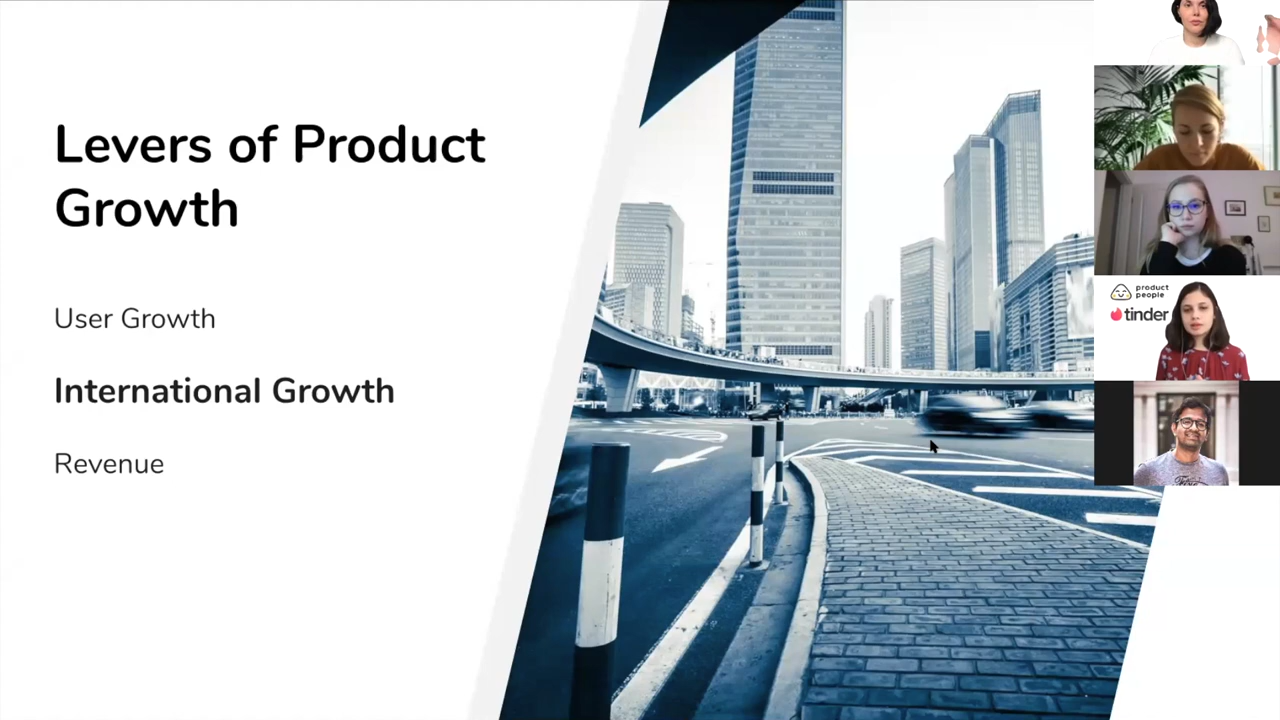 Levers of Product
Growth
User Growth
International Growth
Revenue
product
people
tinder